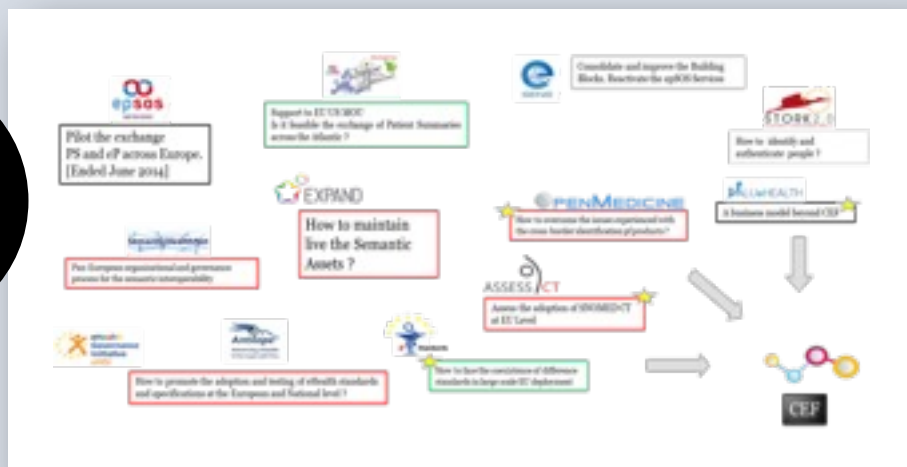 epsos
Pilot the exchange
PS and eP across Europe.
[Ended June 2014]
Support to EU US MOU
Is it feasible the exchange of Patient Summaries
across the Atlantic ?
Consolidate and improve the Building
Blocks. Reactivate the epSOS Services
STORK 2.0
How to identify and
authenticate people ?
EXPAND
How to maintain
live the Semantic
Assets ?
OPENMEDICINE
How to overcome the issues experienced with
the cross border identification of products ?
A business model beyond CEF
Pan European organisational and governance
process for the semantic interoperability
ASSESS CT
Assess the adoption of SNOMED CT
at EU Level
eHealth
Governance
Initiative
Antilope
How to promote the adoption and testing of eHealth standards
and specifications at the European and National level ?
How to face the coexistence of difference
standards in large scale EU deployment
CEF